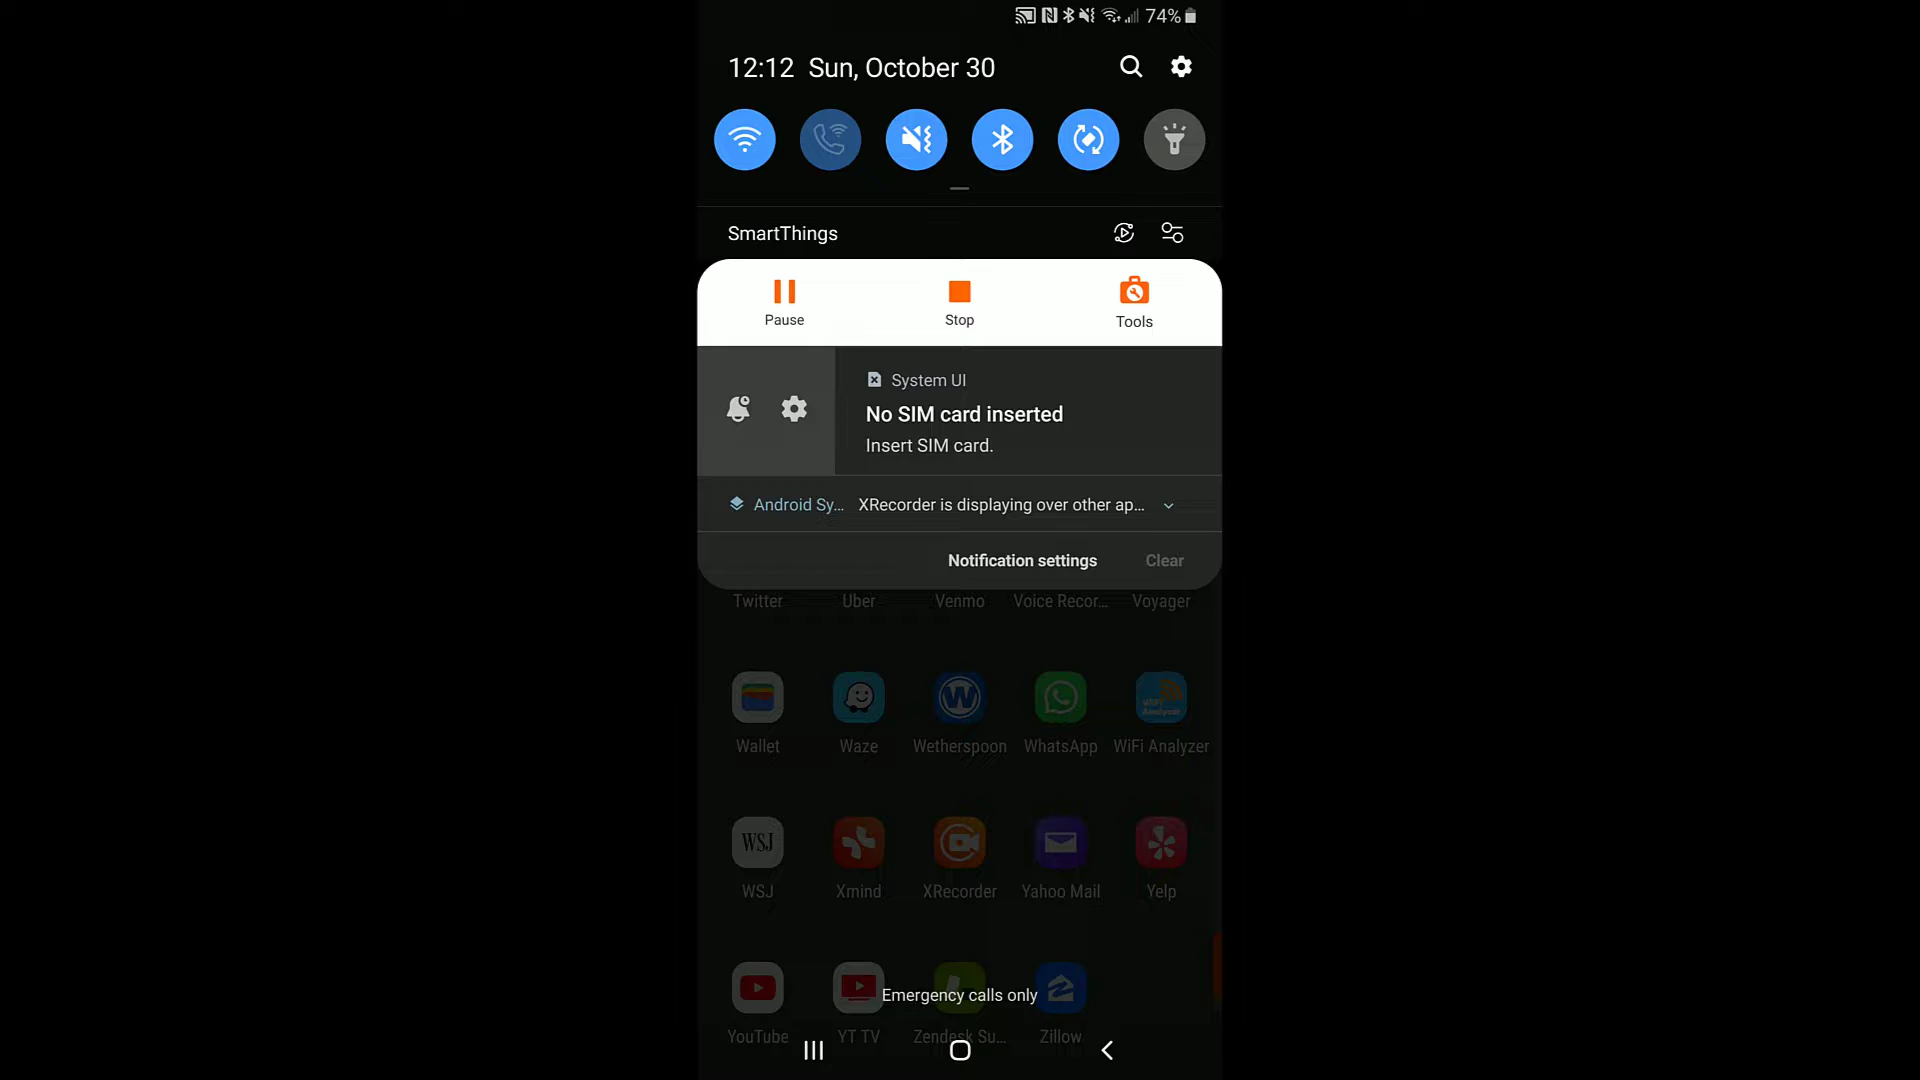 74%
12:12 Sun, October 30
SmartThings
Pause Stop Tools
System UI
No SIM card inserted
Insert SIM card.
Android Sy... XRecorder is displaying over other ap...
Notification settings Clear
Twitter Uber Venmo Voice Recor... Voyager
W
WiFi
Analyzer
Wallet Waze Wetherspoon WhatsApp WiFi Analyzer
WSJ
WSJ Xmind XRecorder Yahoo Mail Yelp
Emergency calls only
YouTube YT TV Zendesk Su... Zillow